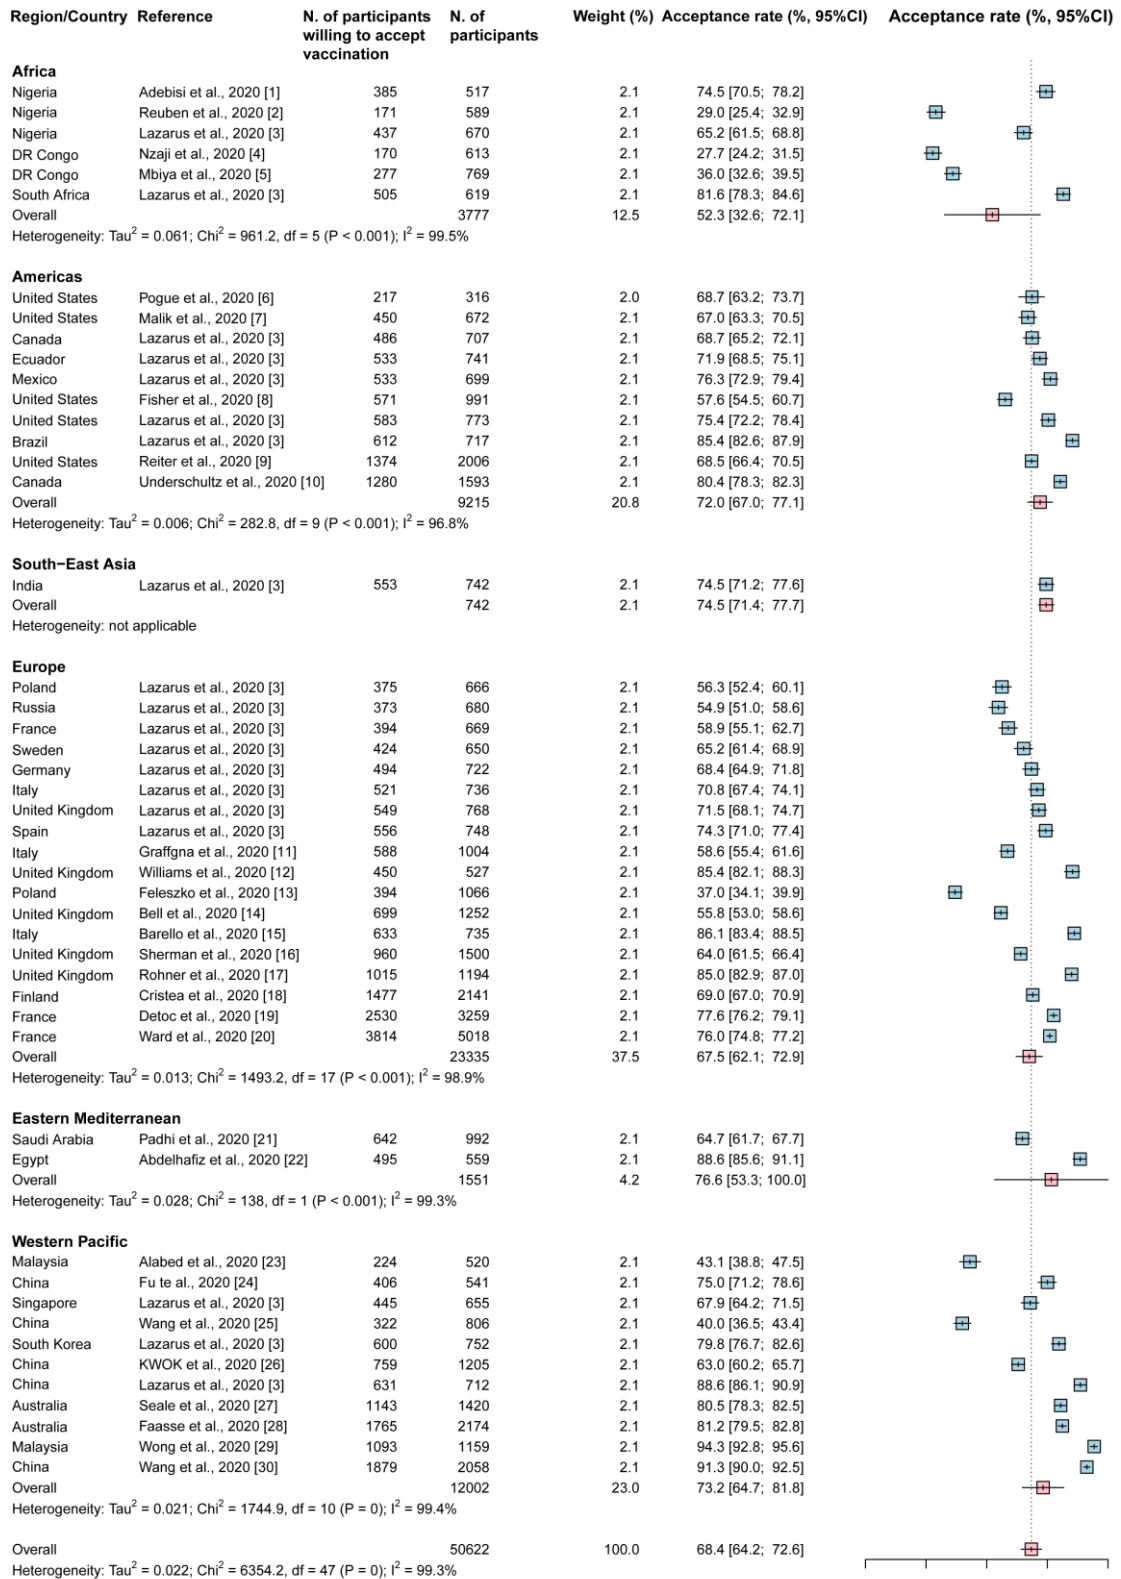 Region/Country Reference N. of participants willing to accept vaccination N. of participants Weight (%) Acceptance rate (%, 95%CI) Acceptance rate (%, 95%CI)
Africa
Nigeria Adebisi et al., 2020 [1] 385 517 2.1 74.5 [70.5; 78.2]
Nigeria Reuben et al., 2020 [2] 171 589 2.1 29.0 [25.4; 32.9]
Nigeria Lazarus et al., 2020 [3] 437 670 2.1 65.2 [61.5; 68.8]
DR Congo Nzaji et al., 2020 [4] 170 613 2.1 27.7 [24.2; 31.5]
DR Congo Mbiya et al., 2020 [5] 277 769 2.1 36.0 [32.6; 39.5]
South Africa Lazarus et al., 2020 [3] 505 619 2.1 81.6 [78.3; 84.6]
Overall 3777 12.5 52.3 [32.6; 72.1]
Heterogeneity: Tau² = 0.061; Chi² = 961.2, df = 5 (P < 0.001); I² = 99.5%
Americas
United States Pogue et al., 2020 [6] 217 316 2.0 68.7 [63.2; 73.7]
United States Malik et al., 2020 [7] 450 672 2.1 67.0 [63.3; 70.5]
Canada Lazarus et al., 2020 [3] 486 707 2.1 68.7 [65.2; 72.1]
Ecuador Lazarus et al., 2020 [3] 533 741 2.1 71.9 [68.5; 75.1]
Mexico Lazarus et al., 2020 [3] 533 699 2.1 76.3 [72.9; 79.4]
United States Fisher et al., 2020 [8] 571 991 2.1 57.6 [54.5; 60.7]
United States Lazarus et al., 2020 [3] 583 773 2.1 75.4 [72.2; 78.4]
Brazil Lazarus et al., 2020 [3] 612 717 2.1 85.4 [82.6; 87.9]
United States Reiter et al., 2020 [9] 1374 2006 2.1 68.5 [66.4; 70.5]
Canada Underschultz et al., 2020 [10] 1280 1593 2.1 80.4 [78.3; 82.3]
Overall 9215 20.8 72.0 [67.0; 77.1]
Heterogeneity: Tau² = 0.006; Chi² = 282.8, df = 9 (P < 0.001); I² = 96.8%
South−East Asia
India Lazarus et al., 2020 [3] 553 742 2.1 74.5 [71.2; 77.6]
Overall 742 2.1 74.5 [71.4; 77.7]
Heterogeneity: not applicable
Europe
Poland Lazarus et al., 2020 [3] 375 666 2.1 56.3 [52.4; 60.1]
Russia Lazarus et al., 2020 [3] 373 680 2.1 54.9 [51.0; 58.6]
France Lazarus et al., 2020 [3] 394 669 2.1 58.9 [55.1; 62.7]
Sweden Lazarus et al., 2020 [3] 424 650 2.1 65.2 [61.4; 68.9]
Germany Lazarus et al., 2020 [3] 494 722 2.1 68.4 [64.9; 71.8]
Italy Lazarus et al., 2020 [3] 521 736 2.1 70.8 [67.4; 74.1]
United Kingdom Lazarus et al., 2020 [3] 549 768 2.1 71.5 [68.1; 74.7]
Spain Lazarus et al., 2020 [3] 556 748 2.1 74.3 [71.0; 77.4]
Italy Graffgna et al., 2020 [11] 588 1004 2.1 58.6 [55.4; 61.6]
United Kingdom Williams et al., 2020 [12] 450 527 2.1 85.4 [82.1; 88.3]
Poland Feleszko et al., 2020 [13] 394 1066 2.1 37.0 [34.1; 39.9]
United Kingdom Bell et al., 2020 [14] 699 1252 2.1 55.8 [53.0; 58.6]
Italy Barello et al., 2020 [15] 633 735 2.1 86.1 [83.4; 88.5]
United Kingdom Sherman et al., 2020 [16] 960 1500 2.1 64.0 [61.5; 66.4]
United Kingdom Rohner et al., 2020 [17] 1015 1194 2.1 85.0 [82.9; 87.0]
Finland Cristea et al., 2020 [18] 1477 2141 2.1 69.0 [67.0; 70.9]
France Detoc et al., 2020 [19] 2530 3259 2.1 77.6 [76.2; 79.1]
France Ward et al., 2020 [20] 3814 5018 2.1 76.0 [74.8; 77.2]
Overall 23335 37.5 67.5 [62.1; 72.9]
Heterogeneity: Tau² = 0.013; Chi² = 1493.2, df = 17 (P < 0.001); I² = 98.9%
Eastern Mediterranean
Saudi Arabia Padhi et al., 2020 [21] 642 992 2.1 64.7 [61.7; 67.7]
Egypt Abdelhafiz et al., 2020 [22] 495 559 2.1 88.6 [85.6; 91.1]
Overall 1551 4.2 76.6 [53.3; 100.0]
Heterogeneity: Tau² = 0.028; Chi² = 138, df = 1 (P < 0.001); I² = 99.3%
Western Pacific
Malaysia Alabed et al., 2020 [23] 224 520 2.1 43.1 [38.8; 47.5]
China Fu te al., 2020 [24] 406 541 2.1 75.0 [71.2; 78.6]
Singapore Lazarus et al., 2020 [3] 445 655 2.1 67.9 [64.2; 71.5]
China Wang et al., 2020 [25] 322 806 2.1 40.0 [36.5; 43.4]
South Korea Lazarus et al., 2020 [3] 600 752 2.1 79.8 [76.7; 82.6]
China KWOK et al., 2020 [26] 759 1205 2.1 63.0 [60.2; 65.7]
China Lazarus et al., 2020 [3] 631 712 2.1 88.6 [86.1; 90.9]
Australia Seale et al., 2020 [27] 1143 1420 2.1 80.5 [78.3; 82.5]
Australia Faasse et al., 2020 [28] 1765 2174 2.1 81.2 [79.5; 82.8]
Malaysia Wong et al., 2020 [29] 1093 1159 2.1 94.3 [92.8; 95.6]
China Wang et al., 2020 [30] 1879 2058 2.1 91.3 [90.0; 92.5]
Overall 12002 23.0 73.2 [64.7; 81.8]
Heterogeneity: Tau² = 0.021; Chi² = 1744.9, df = 10 (P = 0); I² = 99.4%
Overall 50622 100.0 68.4 [64.2; 72.6]
Heterogeneity: Tau² = 0.022; Chi² = 6354.2, df = 47 (P = 0); I² = 99.3%